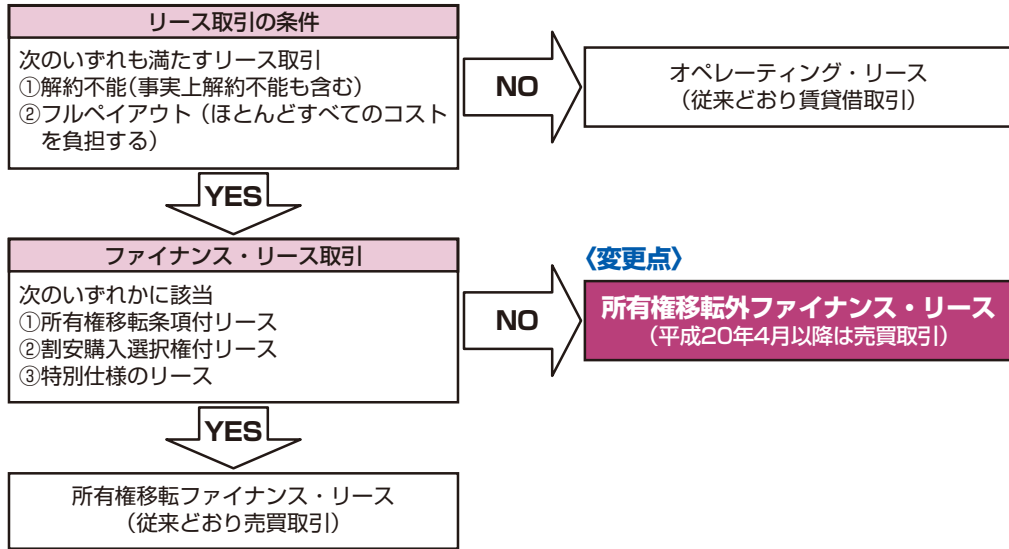 リース取引の条件
次のいずれも満たすリース取引
①解約不能(事実上解約不能も含む)
②フルペイアウト（ほとんどすべてのコスト
を負担する）
NO
オペレーティング・リース
（従来どおり賃貸借取引）
YES
ファイナンス・リース取引
次のいずれかに該当
①所有権移転条項付リース
②割安購入選択権付リース
③特別仕様のリース
NO
〈変更点〉
所有権移転外ファイナンス・リース
（平成20年4月以降は売買取引）
YES
所有権移転ファイナンス・リース
（従来どおり売買取引）